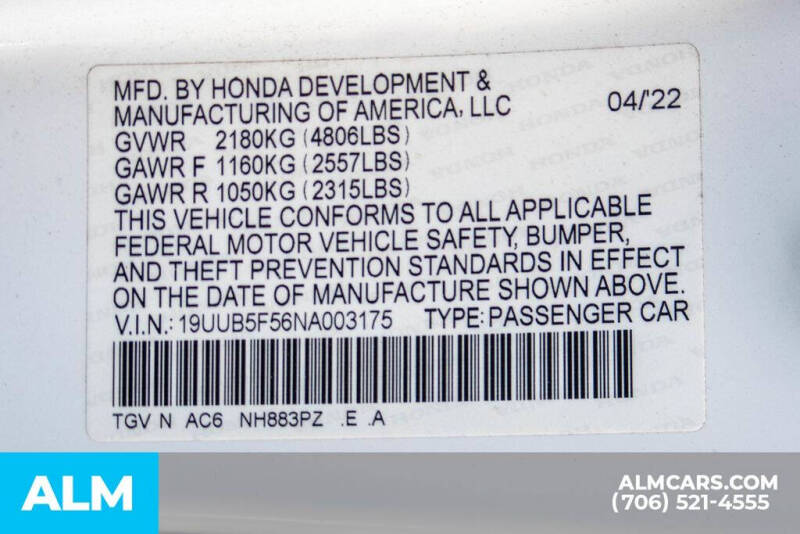 MFD. BY HONDA DEVELOPMENT &
MANUFACTURING OF AMERICA, LLC 04/'22
GVWR 2180KG (4806LBS)
GAWR F 1160KG (2557LBS)
GAWR R 1050KG (2315LBS)
THIS VEHICLE CONFORMS TO ALL APPLICABLE
FEDERAL MOTOR VEHICLE SAFETY, BUMPER,
AND THEFT PREVENTION STANDARDS IN EFFECT
ON THE DATE OF MANUFACTURE SHOWN ABOVE.
V.I.N.: 19UUB5F56NA003175 TYPE: PASSENGER CAR
TGV N AC6 NH883PZ .E .A
ALM
ALMCARS.COM
(706) 521-4555